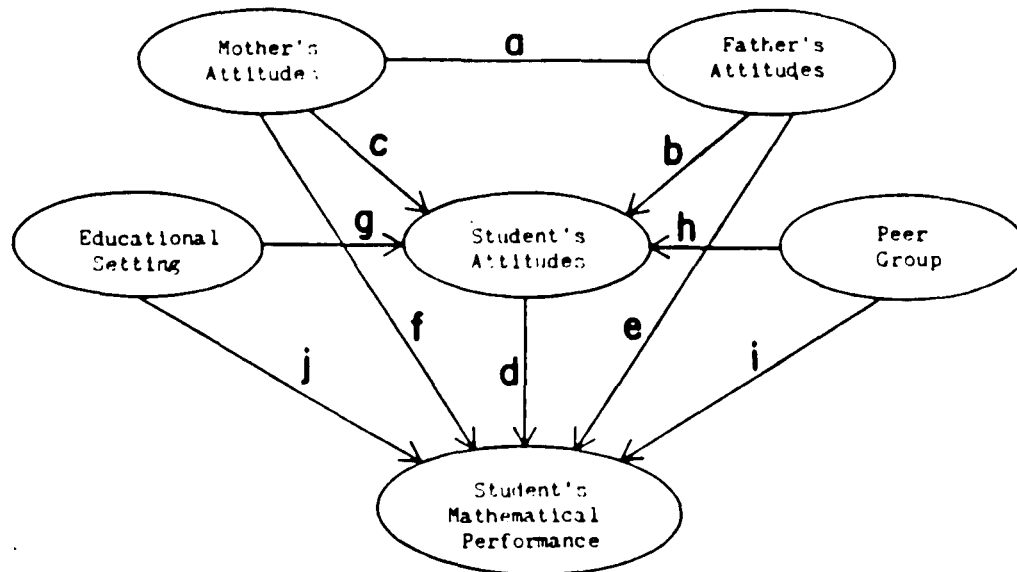 Mother's
Attitudes
a
Father's
Attitudes
c
b
Educational
Setting
g
Student's
Attitudes
h
Peer
Group
f
e
j
d
i
Student's
Mathematical
Performance